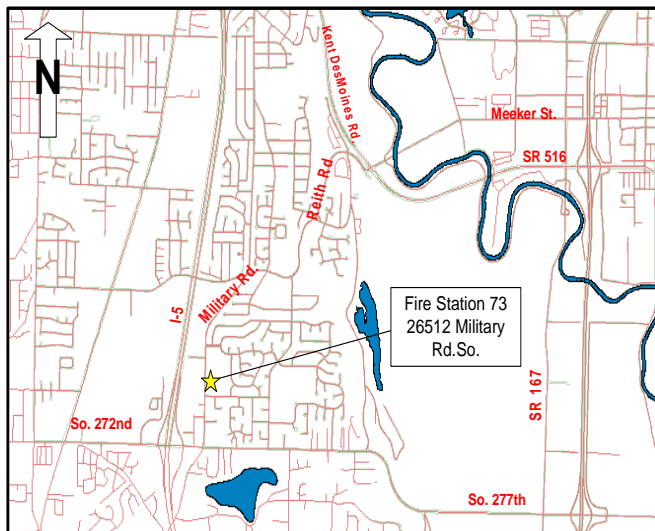 N
Kent DesMoines Rd.
Meeker St.
SR 516
Reith Rd
Military Rd.
I-5
Fire Station 73
26512 Military
Rd.So.
SR 167
So. 272nd
So. 277th